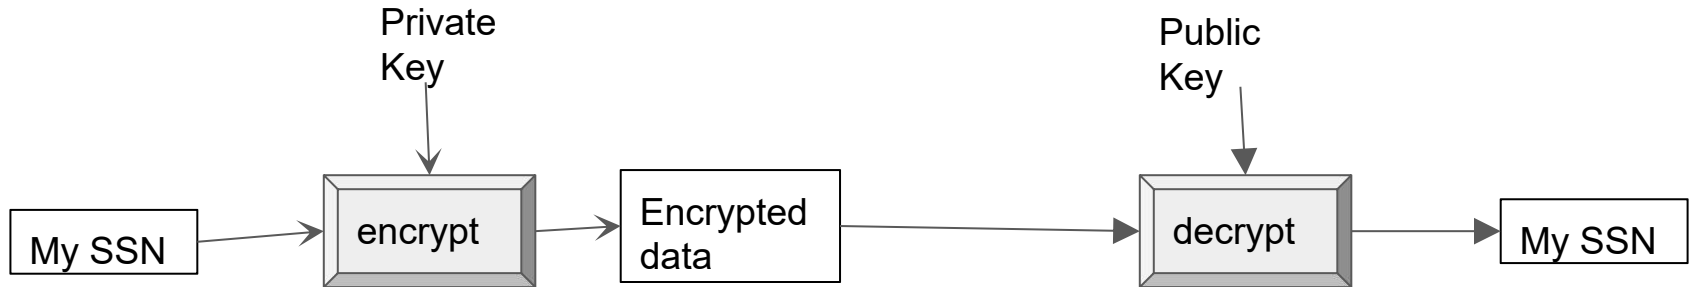 Private
Key
Public
Key
My SSN
encrypt
Encrypted
data
decrypt
My SSN